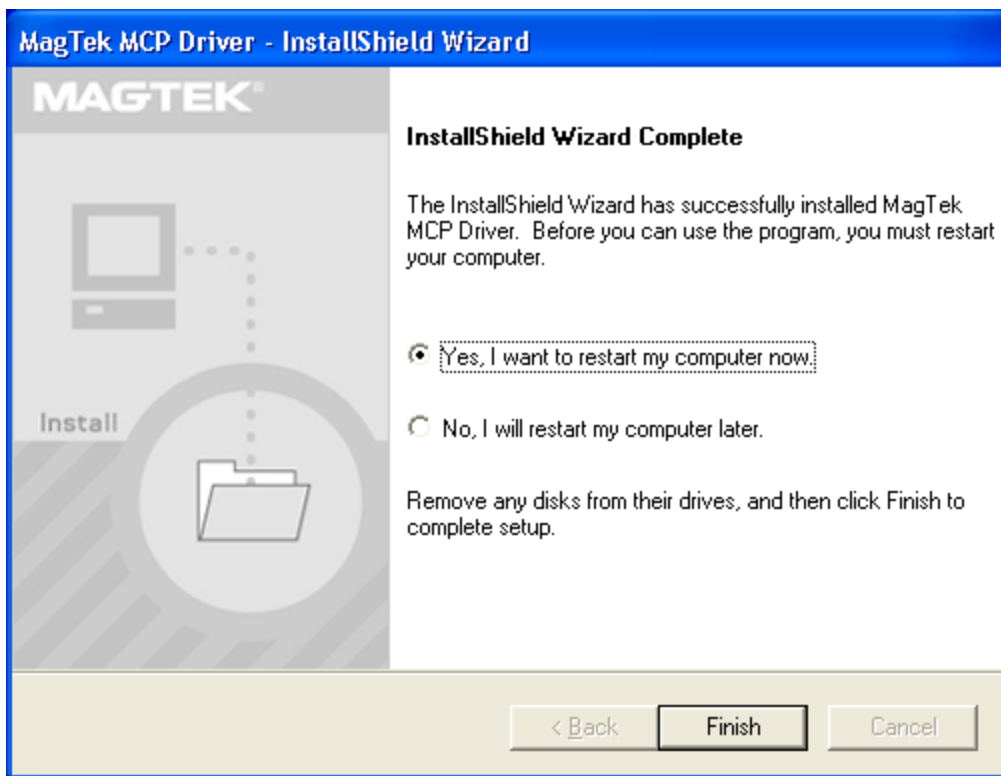 MagTek MCP Driver - InstallShield Wizard
MAGTEK®
InstallShield Wizard Complete
The InstallShield Wizard has successfully installed MagTek
MCP Driver.  Before you can use the program, you must restart
your computer.
Yes, I want to restart my computer now.
No, I will restart my computer later.
Install
Remove any disks from their drives, and then click Finish to
complete setup.
< Back
Finish
Cancel